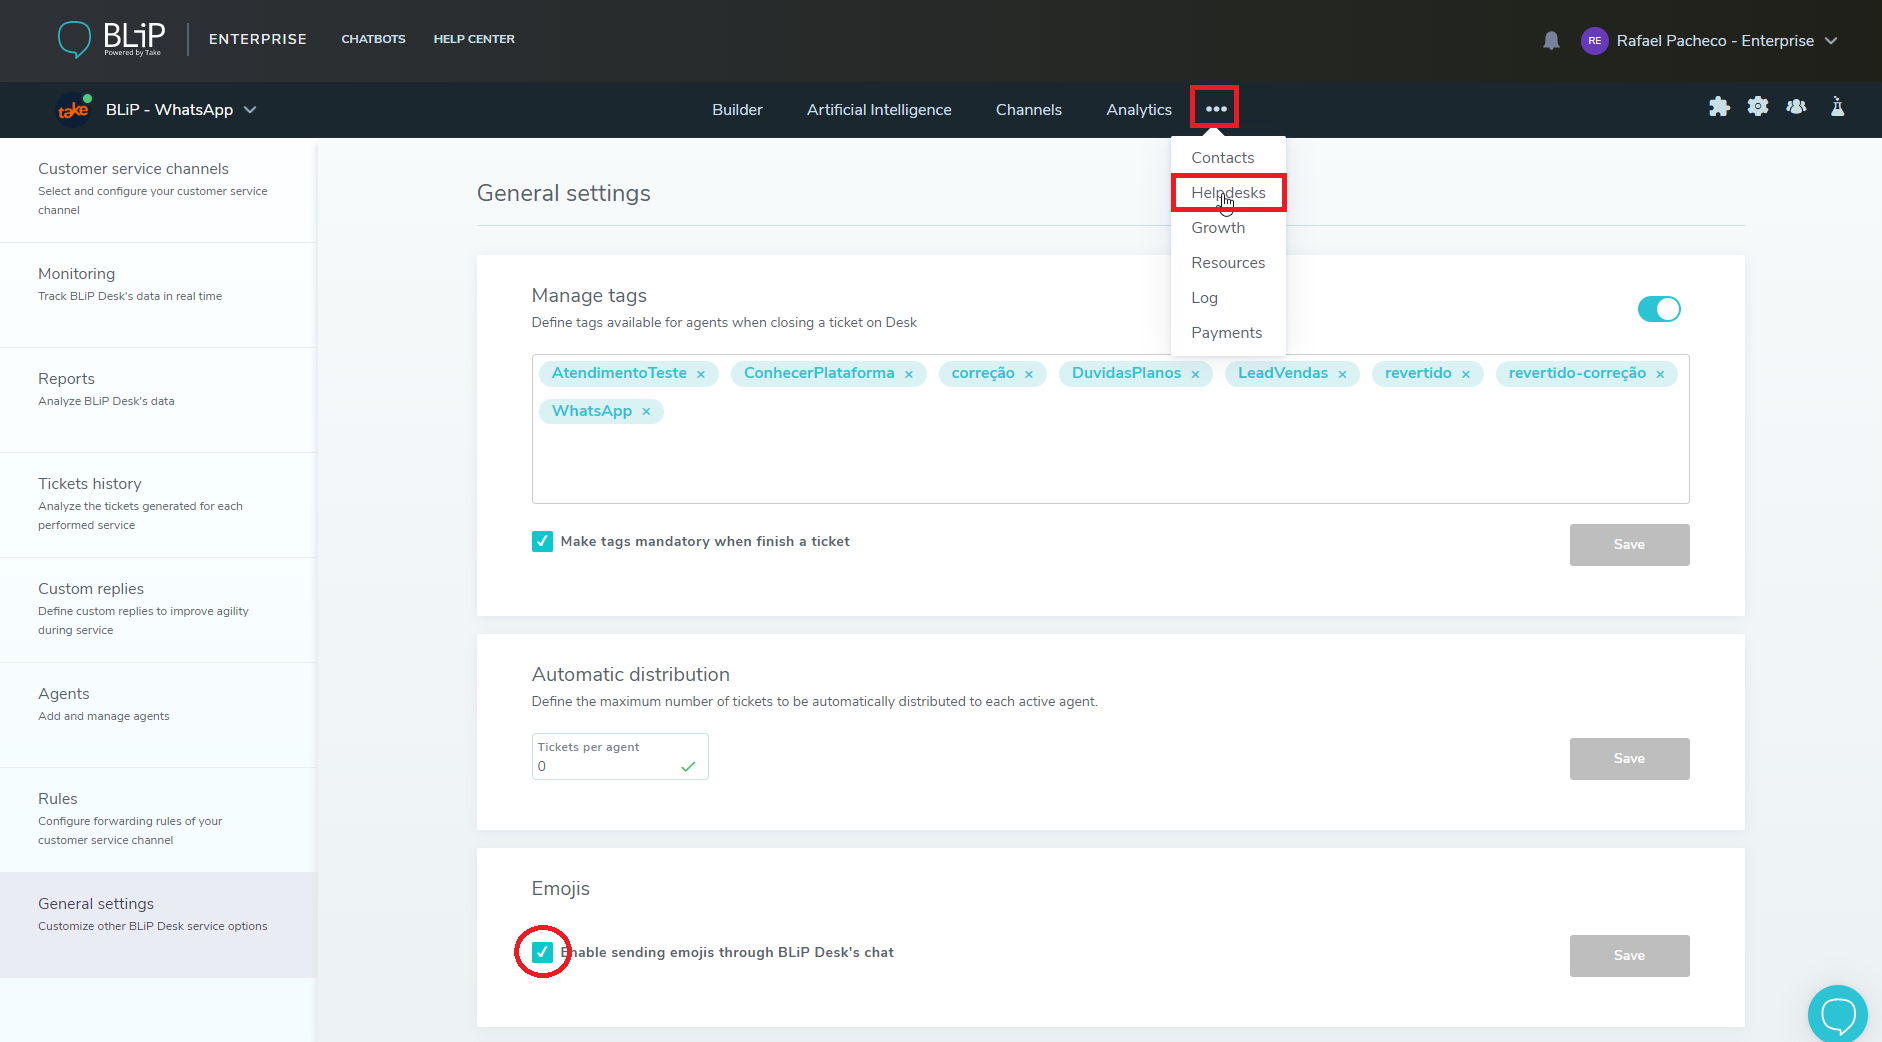 BLiP
Powered by Take
ENTERPRISE
CHATBOTS
HELP CENTER
RE
Rafael Pacheco - Enterprise
take
BLiP - WhatsApp
Builder
Artificial Intelligence
Channels
Analytics
Contacts
Helpdesks
Growth
Resources
Log
Payments
Customer service channels
Select and configure your customer service
channel
Monitoring
Track BLiP Desk's data in real time
Reports
Analyze BLiP Desk's data
Tickets history
Analyze the tickets generated for each
performed service
Custom replies
Define custom replies to improve agility
during service
Agents
Add and manage agents
Rules
Configure forwarding rules of your
customer service channel
General settings
Customize other BLiP Desk service options
General settings
Manage tags
Define tags available for agents when closing a ticket on Desk
AtendimentoTeste × ConhecerPlataforma × correção × DuvidasPlanos × LeadVendas × revertido × revertido-correção ×
WhatsApp ×
Make tags mandatory when finish a ticket
Save
Automatic distribution
Define the maximum number of tickets to be automatically distributed to each active agent.
Tickets per agent
0
Save
Emojis
Enable sending emojis through BLiP Desk's chat
Save